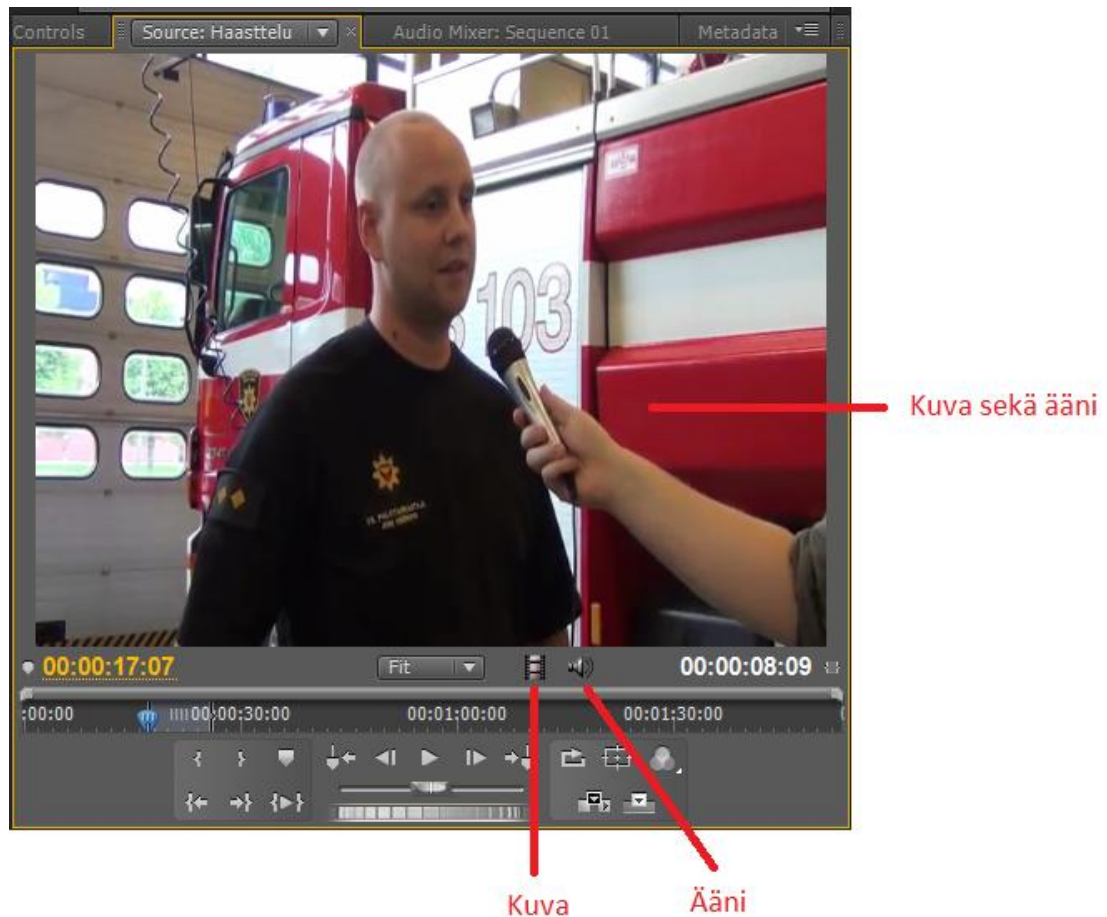 Controls
Source: Haasttelu
Audio Mixer: Sequence 01
Metadata
103
Kuva sekä ääni
00:00:17:07
Fit
00:00:08:09
:00:00
00:00:30:00
00:01:00:00
00:01:30:00
Kuva
Ääni